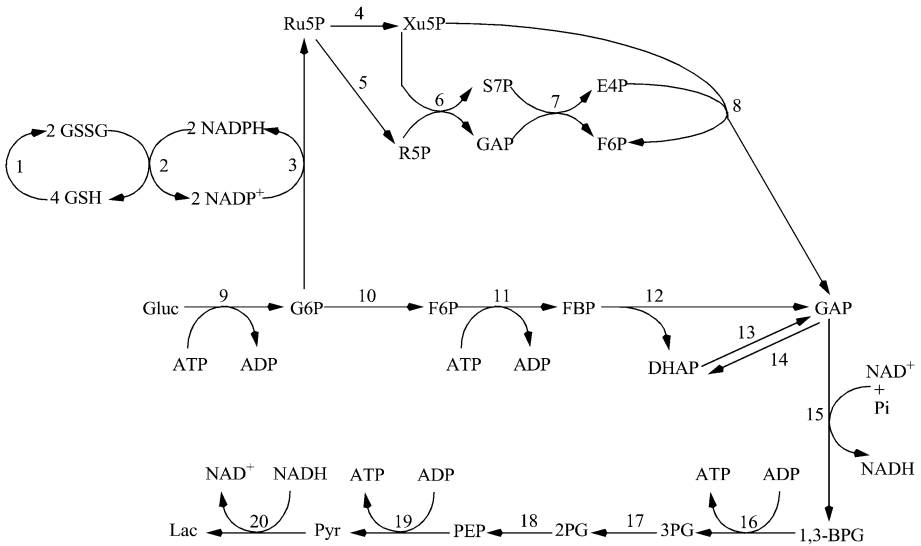 Ru5P 4 Xu5P
5 S7P E4P
6 7 8
2 GSSG 2 NADPH R5P GAP F6P
1 2 3
4 GSH 2 NADP+
Gluc 9 G6P 10 F6P 11 FBP 12 GAP
13
14
ATP ADP ATP ADP DHAP NAD+
+
15 Pi
NADH
NAD+ NADH ATP ADP ATP ADP
Lac 20 Pyr 19 PEP 18 2PG 17 3PG 16 1,3-BPG